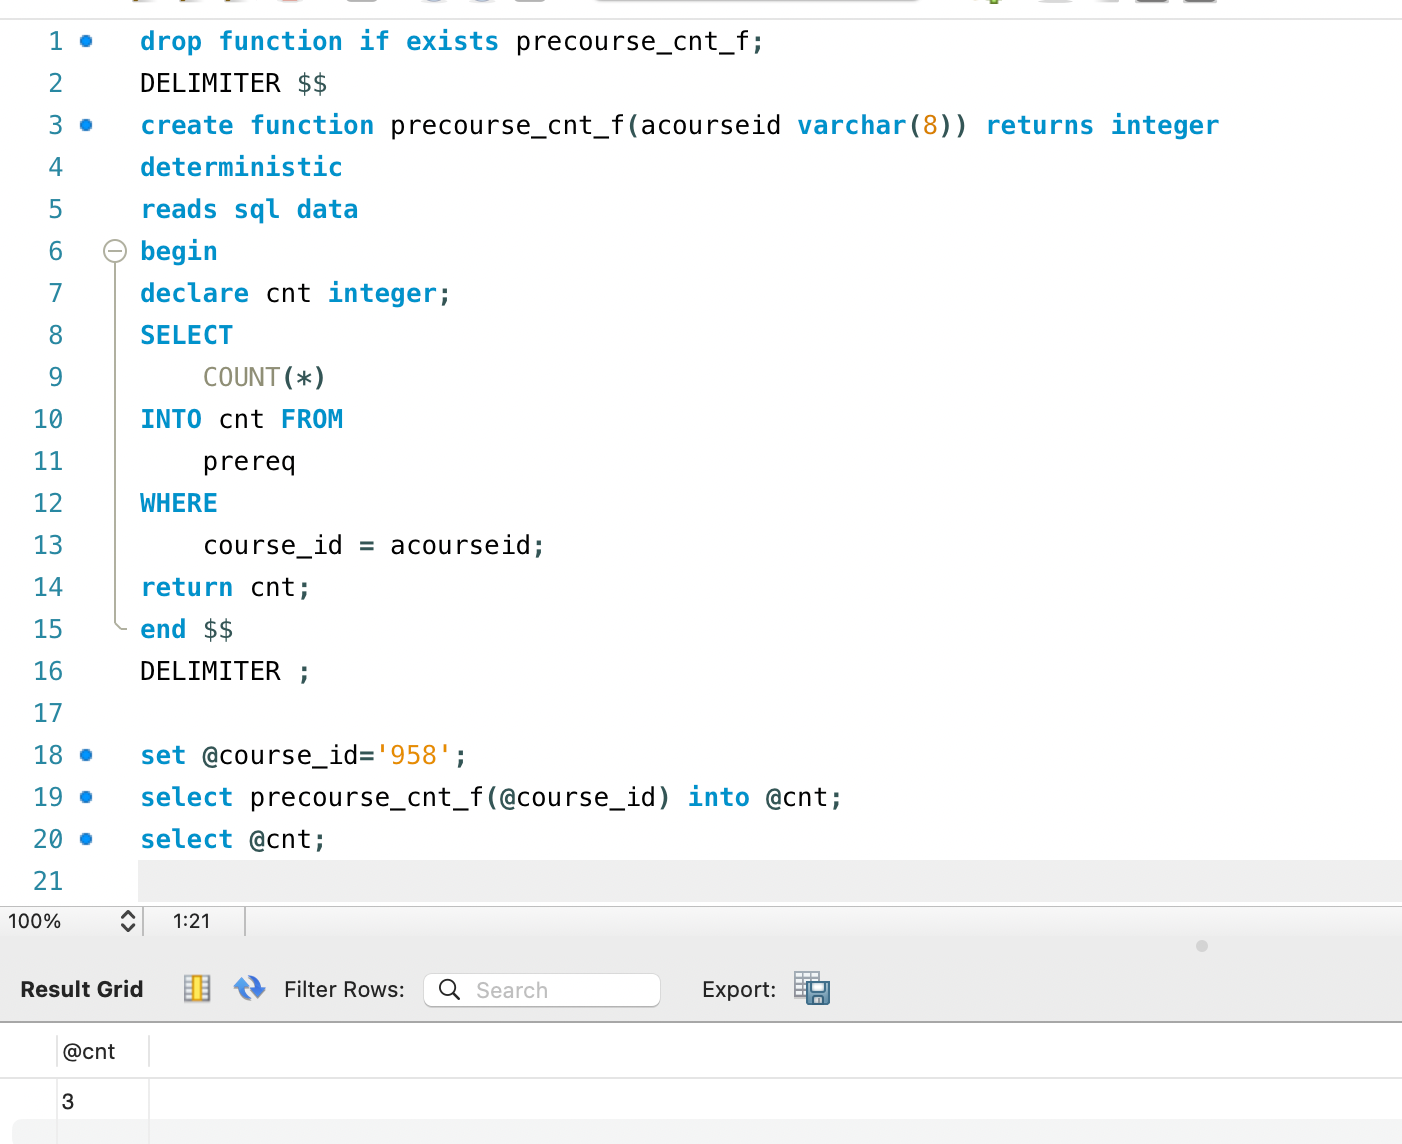 1 drop function if exists precourse_cnt_f;
2 DELIMITER $$
3 create function precourse_cnt_f(acourseid varchar(8)) returns integer
4 deterministic
5 reads sql data
6 begin
7 declare cnt integer;
8 SELECT
9 COUNT(*)
10 INTO cnt FROM
11 prereq
12 WHERE
13 course_id = acourseid;
14 return cnt;
15 end $$
16 DELIMITER ;
17
18 set @course_id='958';
19 select precourse_cnt_f(@course_id) into @cnt;
20 select @cnt;
21
100% 1:21
Result Grid Filter Rows: Search Export:
@cnt
3